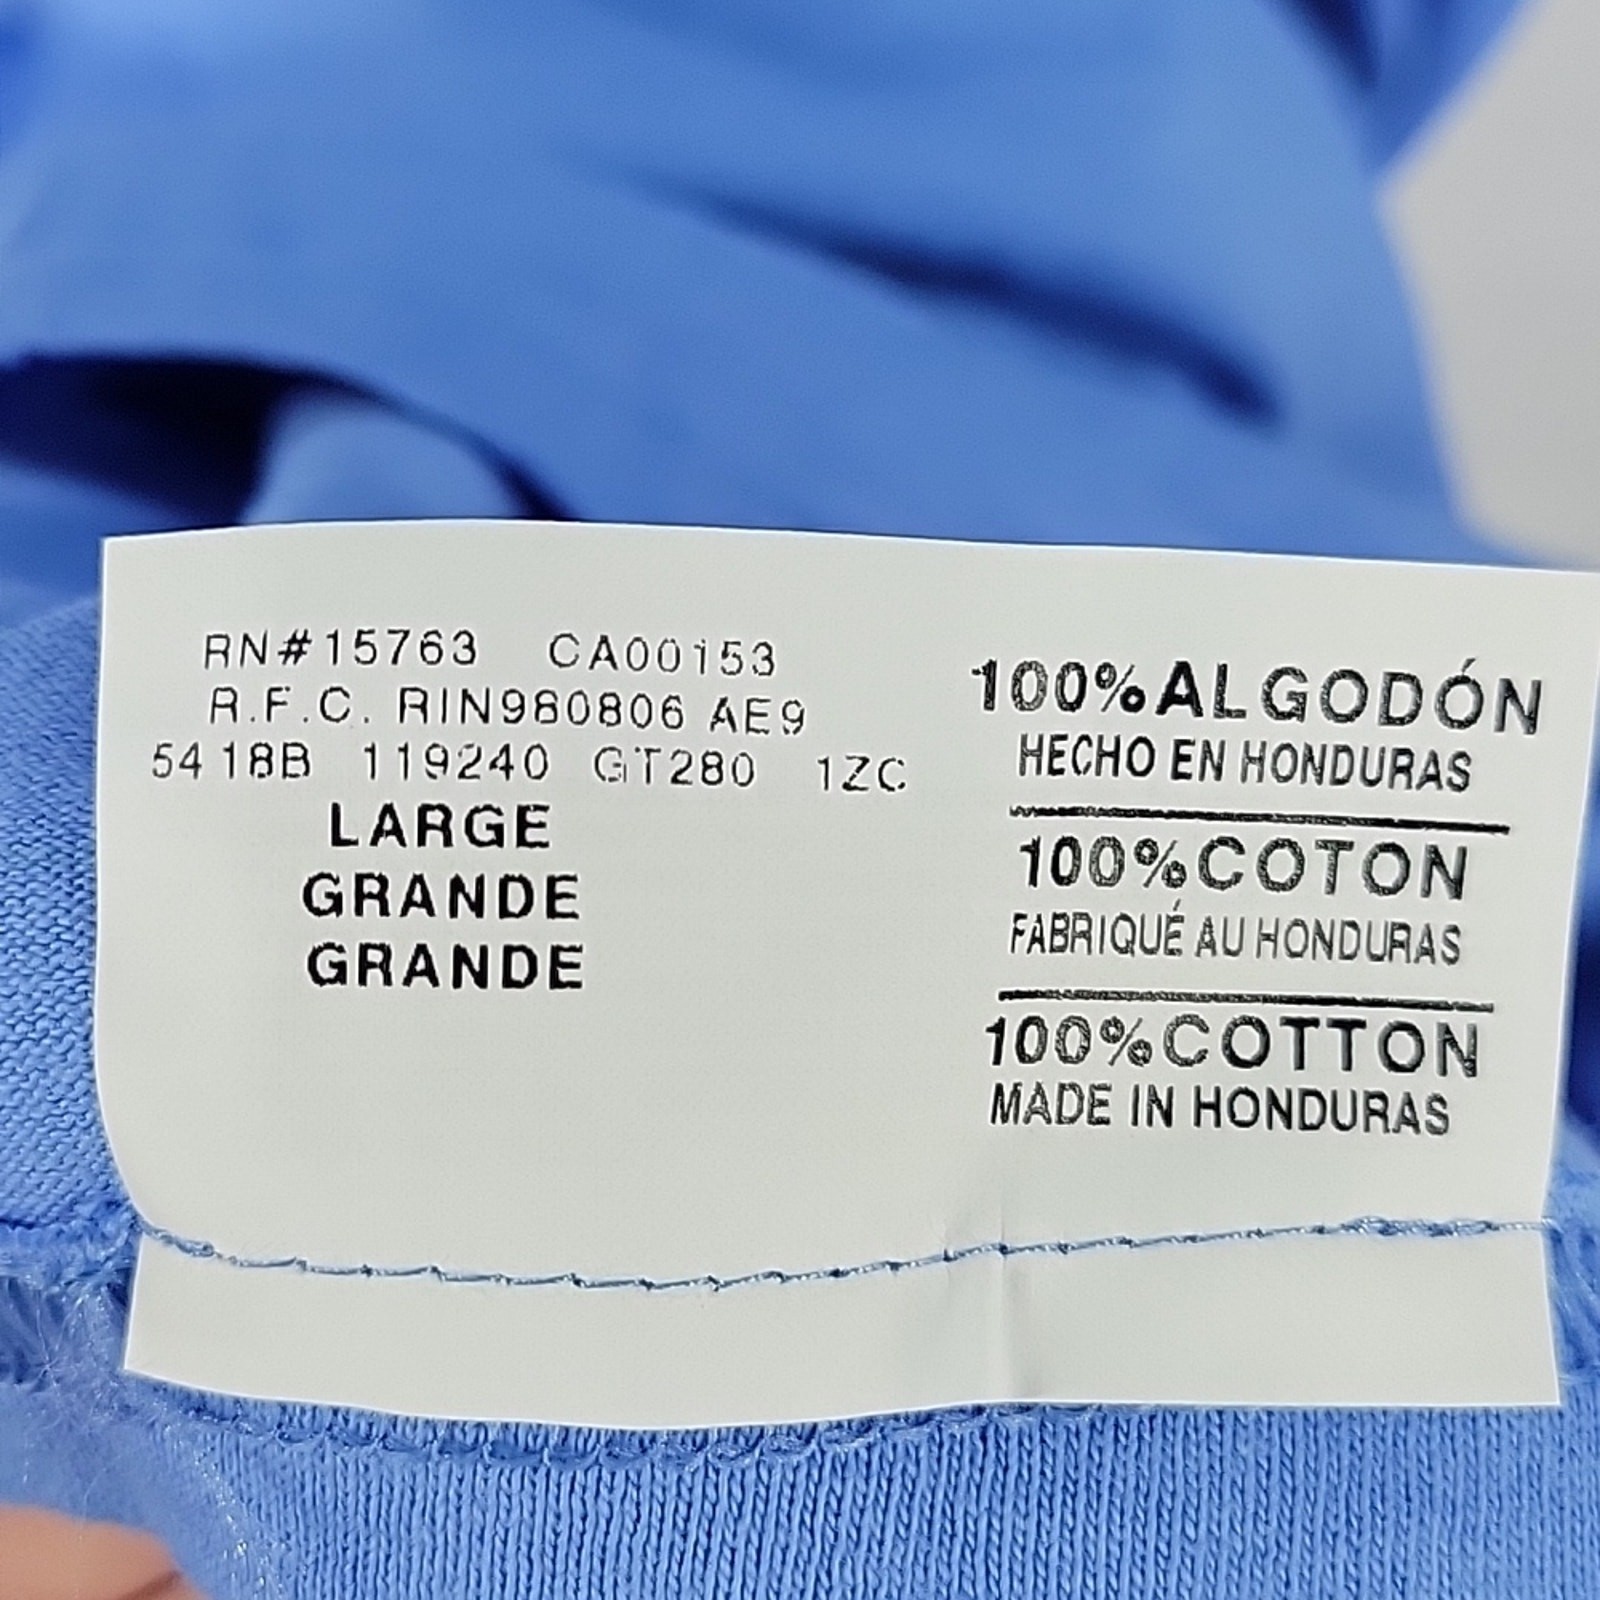 RN#15763 CA00153
R.F.C. RIN980806 AE9
5418B 119240 GT280 1ZC
LARGE
GRANDE
GRANDE
100%ALGODÓN
HECHO EN HONDURAS
100%COTON
FABRIQUÉ AU HONDURAS
100%COTTON
MADE IN HONDURAS